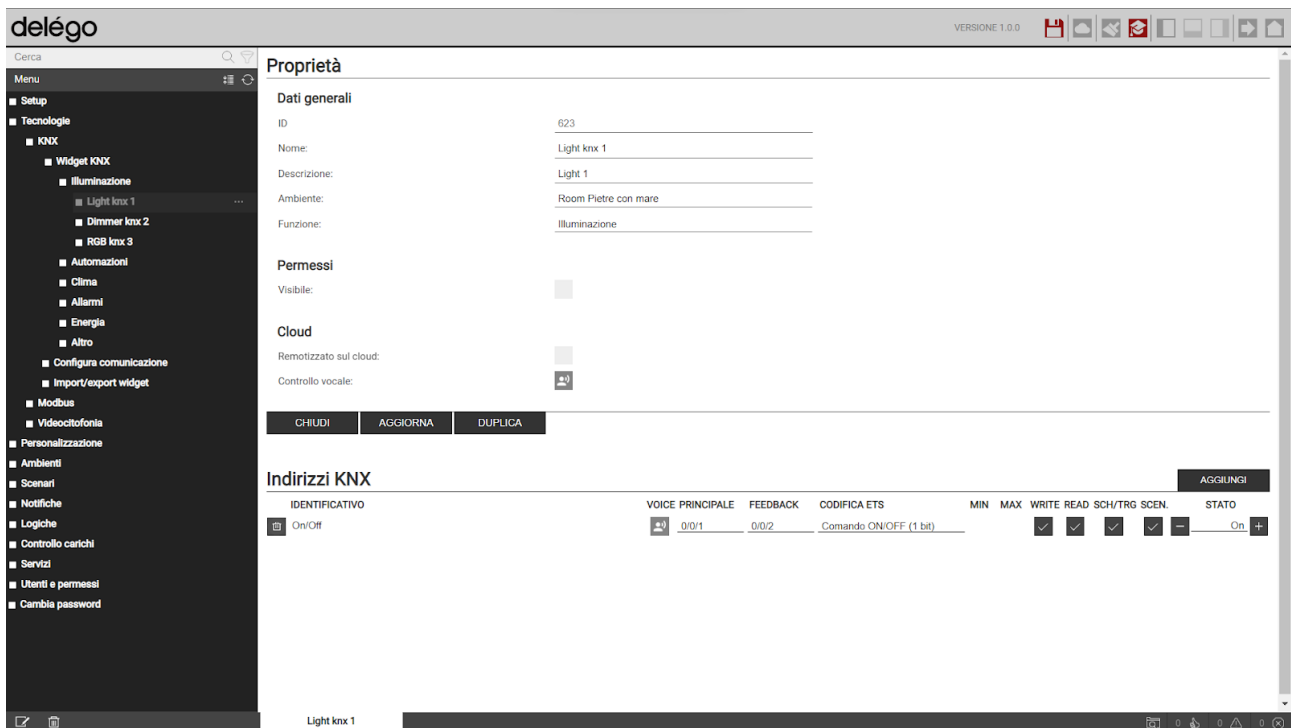 delégo
VERSIONE 1.0.0
Cerca
Menu
Setup
Tecnologie
KNX
Widget KNX
Illuminazione
Light knx 1 ...
Dimmer knx 2
RGB knx 3
Automazioni
Clima
Allarmi
Energia
Altro
Configura comunicazione
Import/export widget
Modbus
Videocitofonia
Personalizzazione
Ambienti
Scenari
Notifiche
Logiche
Controllo carichi
Servizi
Utenti e permessi
Cambia password
Proprietà
Dati generali
ID 623
Nome: Light knx 1
Descrizione: Light 1
Ambiente: Room Pietre con mare
Funzione: Illuminazione
Permessi
Visibile:
Cloud
Remotizzato sul cloud:
Controllo vocale:
CHIUDI AGGIORNA DUPLICA
Indirizzi KNX AGGIUNGI
IDENTIFICATIVO VOICE PRINCIPALE FEEDBACK CODIFICA ETS MIN MAX WRITE READ SCH/TRG SCEN. STATO
On/Off 0/0/1 0/0/2 Comando ON/OFF (1 bit) On
Light knx 1 0 0 0